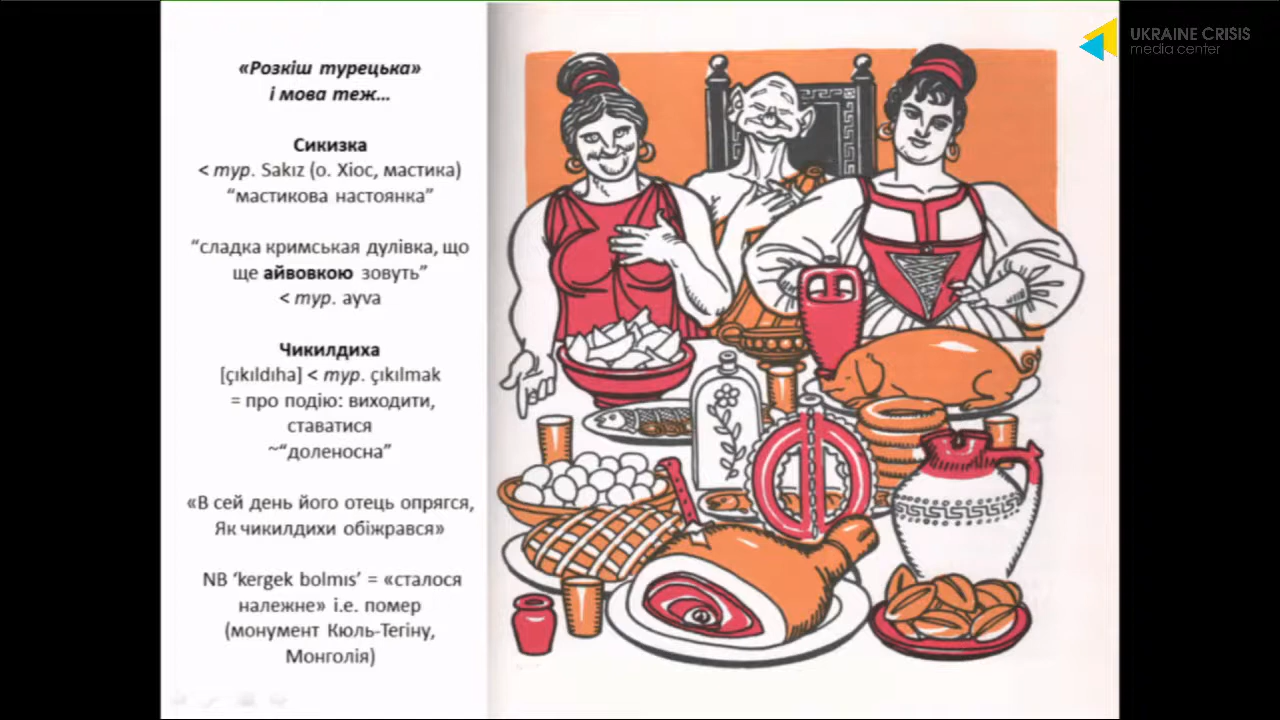 «Розкіш турецька»
і мова теж...
Сикизка
< тур. Sakız (о. Хіос, мастика)
“мастикова настоянка”
“сладка кримськая дулівка, що
ще айвовкою зовуть”
< тур. ayva
Чикилдиха
[çıkıldıha] < тур. çıkılmak
= про подію: виходити,
ставатися
~“доленосна”
«В сей день його отець опрягся,
Як чикилдихи обіжрався»
NB ‘kergek bolmıs’ = «сталося
належне» i.e. помер
(монумент Кюль-Тегіну,
Монголія)
UKRAINE CRISIS
media center